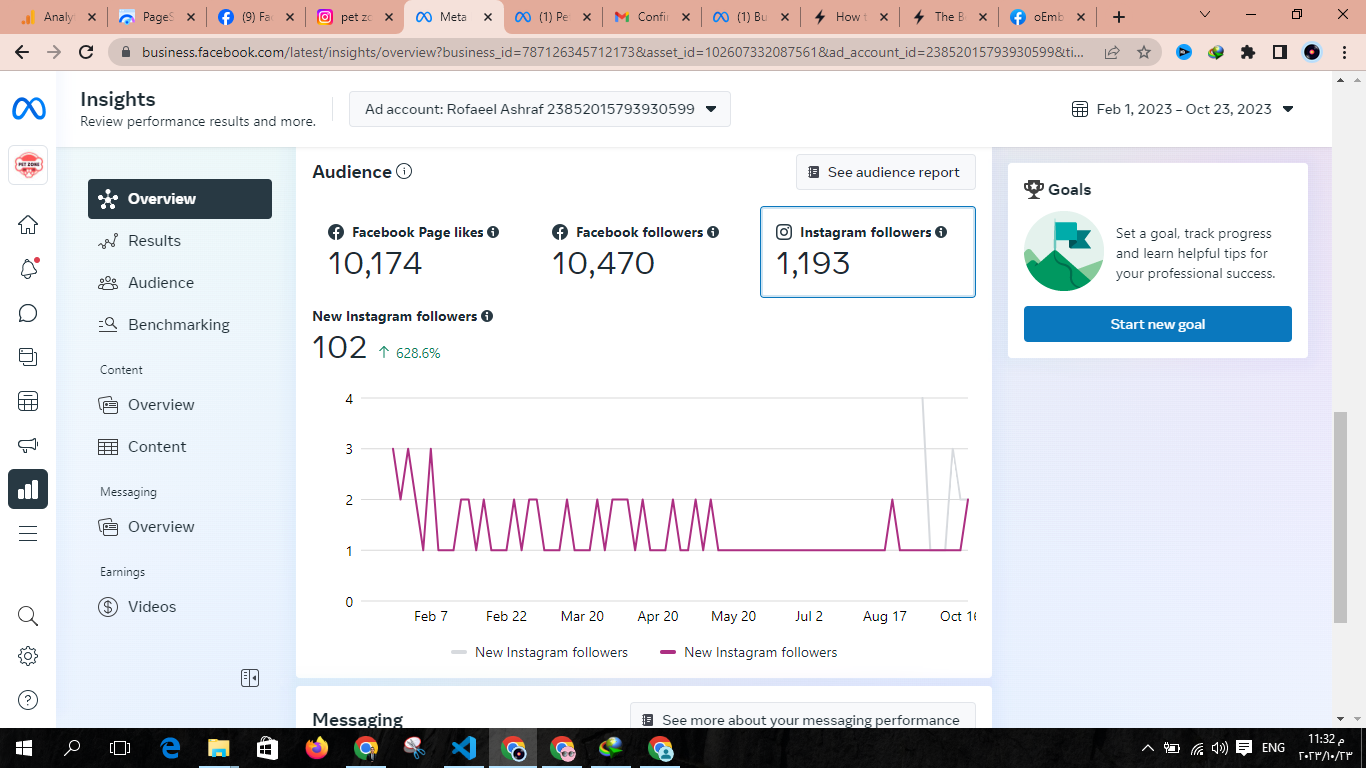 Analyt
PageS
(9) Fac
pet zo
Meta
(1) Pe
Confir
(1) Bu
How t
The B
oEmb
business.facebook.com/latest/insights/overview?business_id=787126345712173&asset_id=102607332087561&ad_account_id=23852015793930599&ti...
Insights
Review performance results and more.
Ad account: Rofaeel Ashraf 23852015793930599
Feb 1, 2023 – Oct 23, 2023
PET ZONE
Overview
Results
Audience
Benchmarking
Content
Overview
Content
Messaging
Overview
Earnings
Videos
Audience
See audience report
Facebook Page likes
10,174
Facebook followers
10,470
Instagram followers
1,193
New Instagram followers
102 ↑ 628.6%
4
3
2
1
0
Feb 7 Feb 22 Mar 20 Apr 20 May 20 Jul 2 Aug 17 Oct 16
New Instagram followers New Instagram followers
Messaging
See more about your messaging performance
Goals
Set a goal, track progress
and learn helpful tips for
your professional success.
Start new goal
ENG
11:32 م
٢٠٢٣/١٠/٢٣